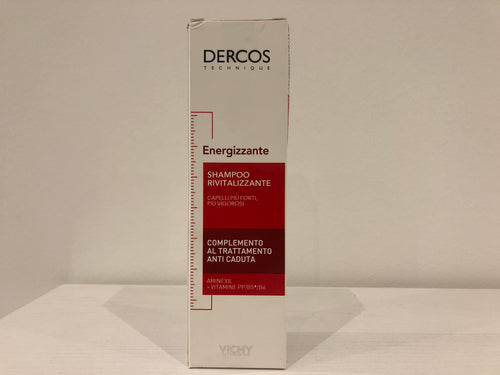 DERCOS
TECHNIQUE
Energizzante
SHAMPOO
RIVITALIZZANTE
CAPELLI PIÙ FORTI,
PIÙ VIGOROSI
COMPLEMENTO
AL TRATTAMENTO
ANTI CADUTA
AMINEXIL
+ VITAMINE PP/B5*/B6
VICHY